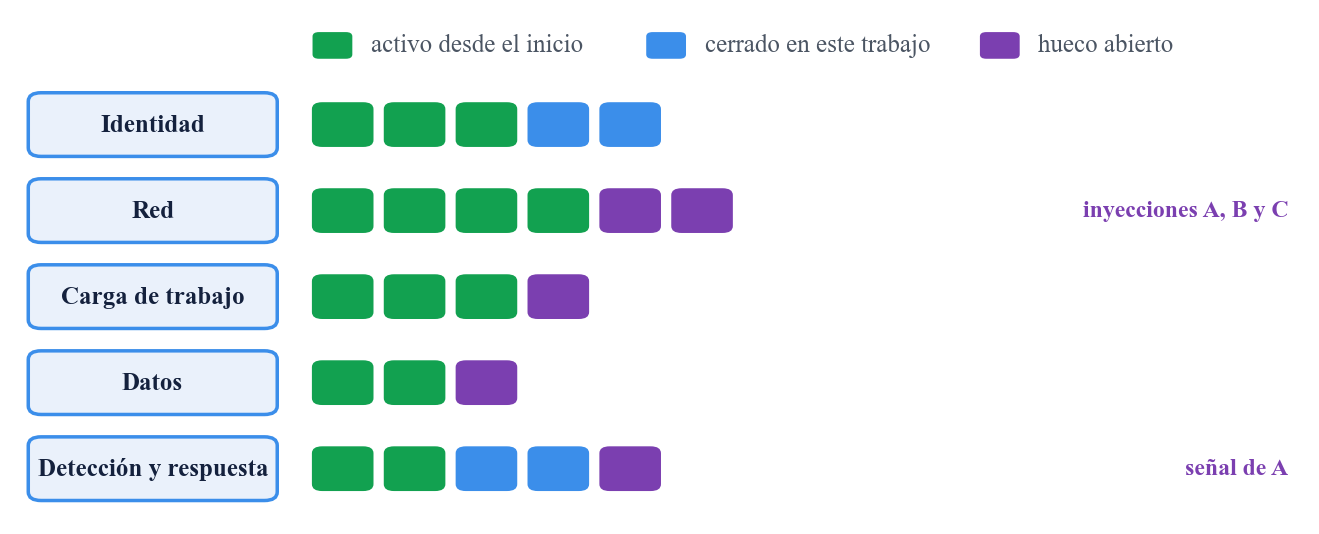 activo desde el inicio
cerrado en este trabajo
hueco abierto
Identidad
Red
inyecciones A, B y C
Carga de trabajo
Datos
Detección y respuesta
señal de A